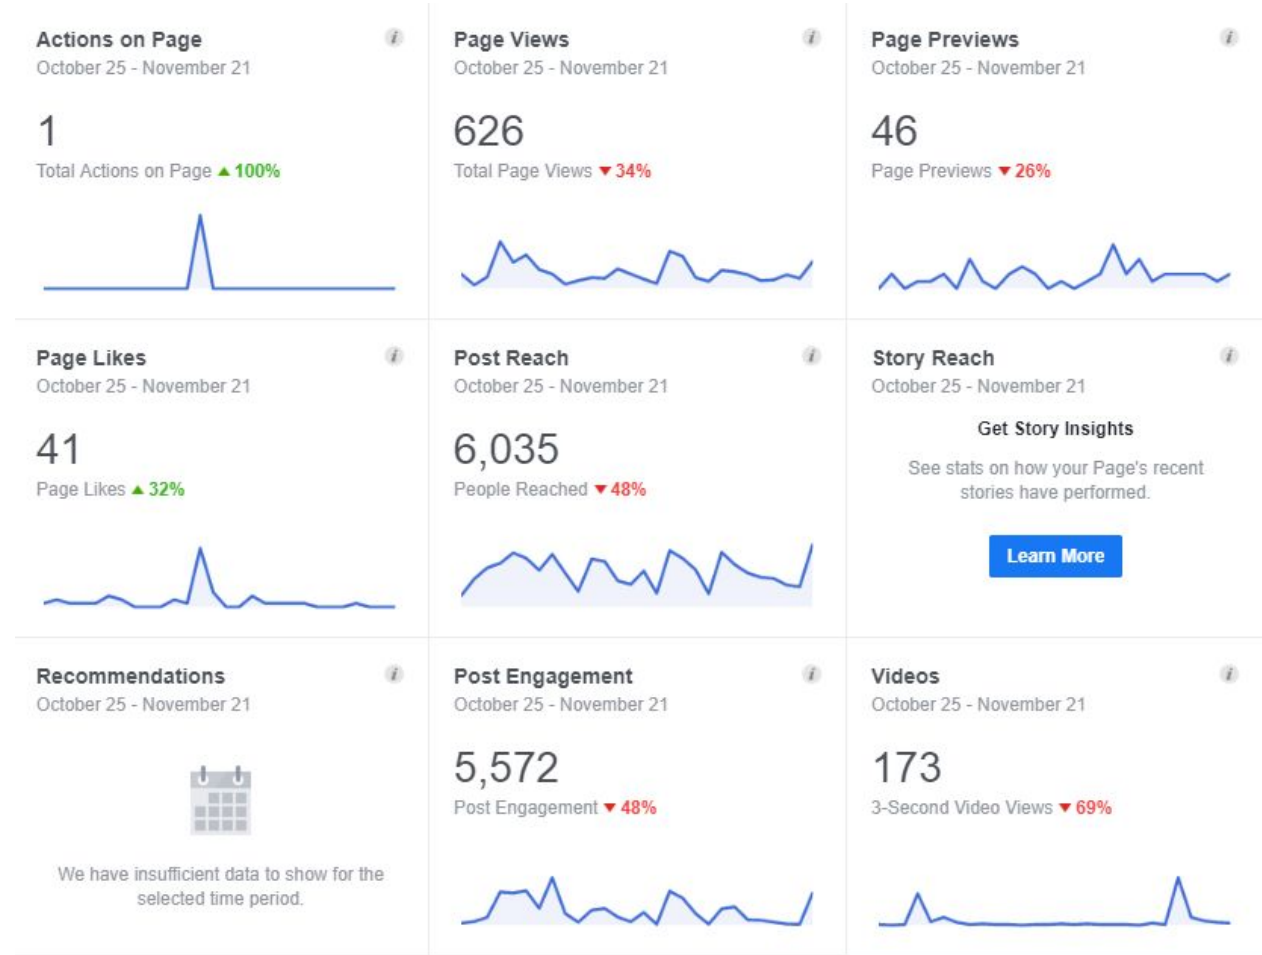 Actions on Page
October 25 - November 21
1
Total Actions on Page ▲ 100%
Page Views
October 25 - November 21
626
Total Page Views ▼ 34%
Page Previews
October 25 - November 21
46
Page Previews ▼ 26%
Page Likes
October 25 - November 21
41
Page Likes ▲ 32%
Post Reach
October 25 - November 21
6,035
People Reached ▼ 48%
Story Reach
October 25 - November 21
Get Story Insights
See stats on how your Page's recent
stories have performed.
Learn More
Recommendations
October 25 - November 21
We have insufficient data to show for the
selected time period.
Post Engagement
October 25 - November 21
5,572
Post Engagement ▼ 48%
Videos
October 25 - November 21
173
3-Second Video Views ▼ 69%